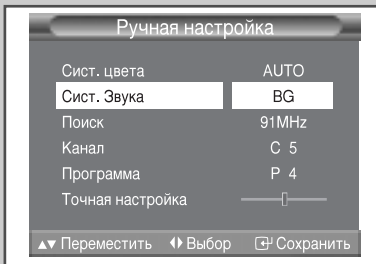 Ручная настройка
Сист. цвета AUTO
Сист. Звука BG
Поиск 91MHz
Канал C 5
Программа P 4
Точная настройка
▲▼ Переместить ◀▶ Выбор Сохранить